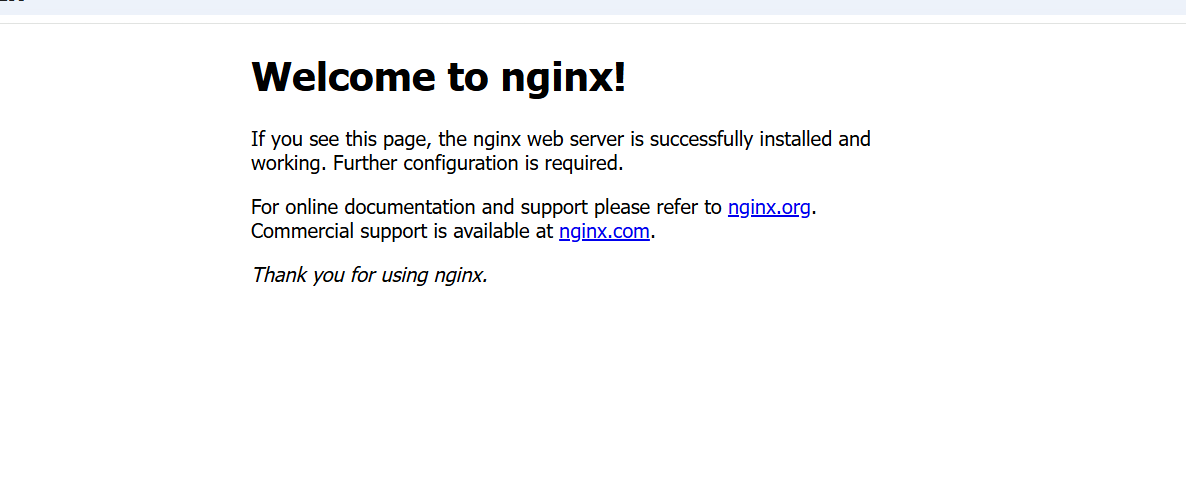 Welcome to nginx!
If you see this page, the nginx web server is successfully installed and
working. Further configuration is required.
For online documentation and support please refer to nginx.org.
Commercial support is available at nginx.com.
Thank you for using nginx.